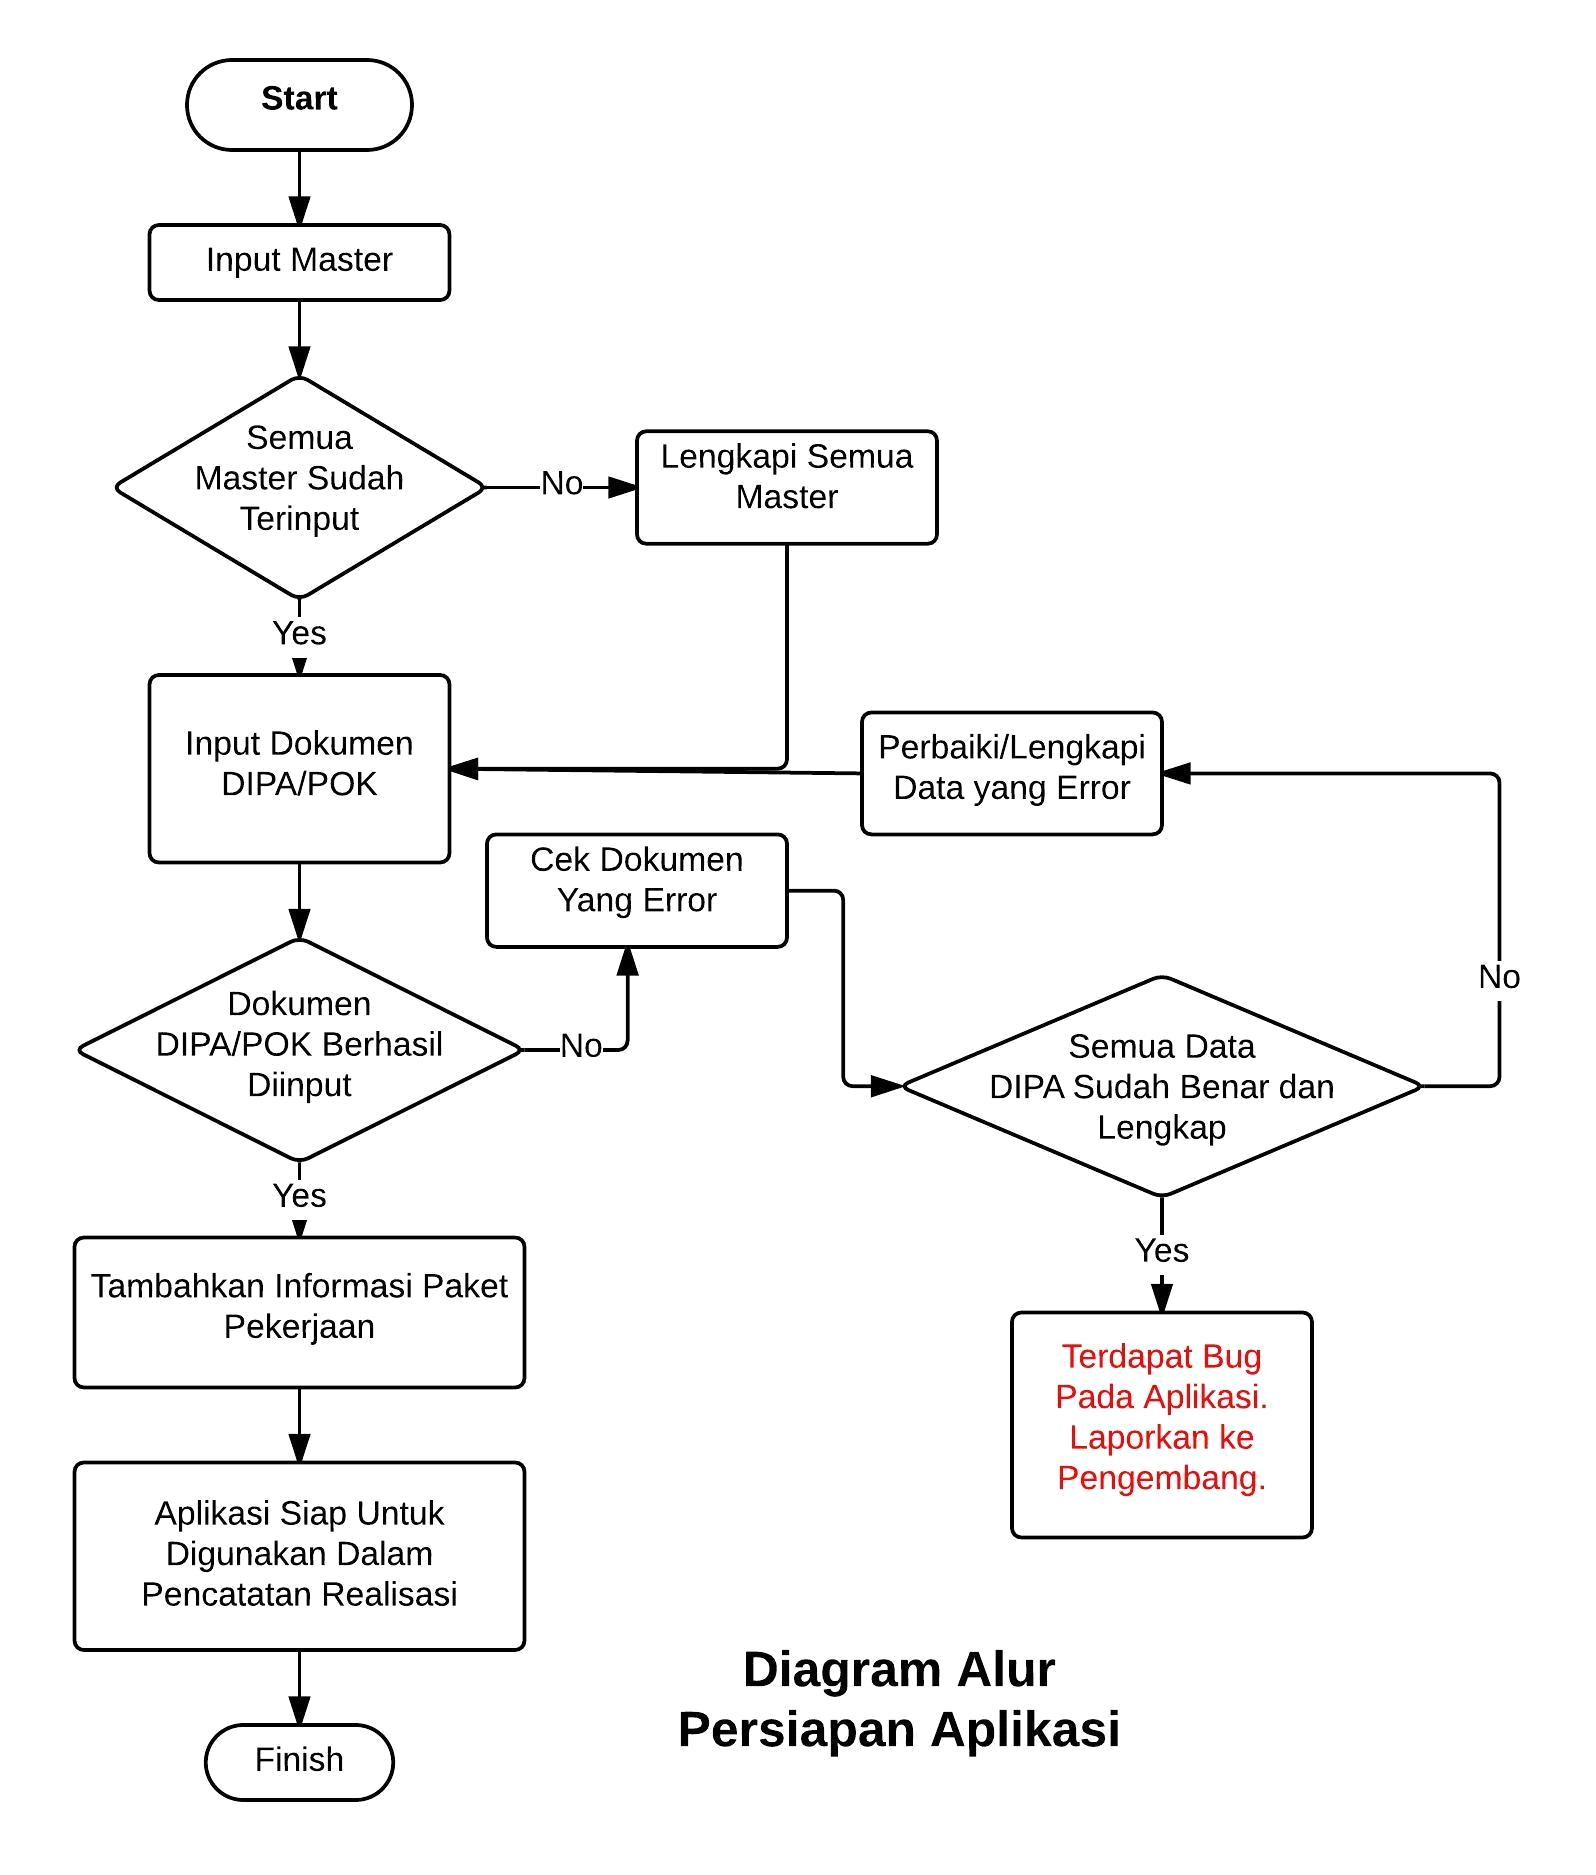 Start
Input Master
Semua
Master Sudah
Terinput
No
Lengkapi Semua
Master
Yes
Input Dokumen
DIPA/POK
Perbaiki/Lengkapi
Data yang Error
Cek Dokumen
Yang Error
No
Dokumen
DIPA/POK Berhasil
Diinput
No
Semua Data
DIPA Sudah Benar dan
Lengkap
Yes
Yes
Tambahkan Informasi Paket
Pekerjaan
Terdapat Bug
Pada Aplikasi.
Laporkan ke
Pengembang.
Aplikasi Siap Untuk
Digunakan Dalam
Pencatatan Realisasi
Finish
Diagram Alur
Persiapan Aplikasi